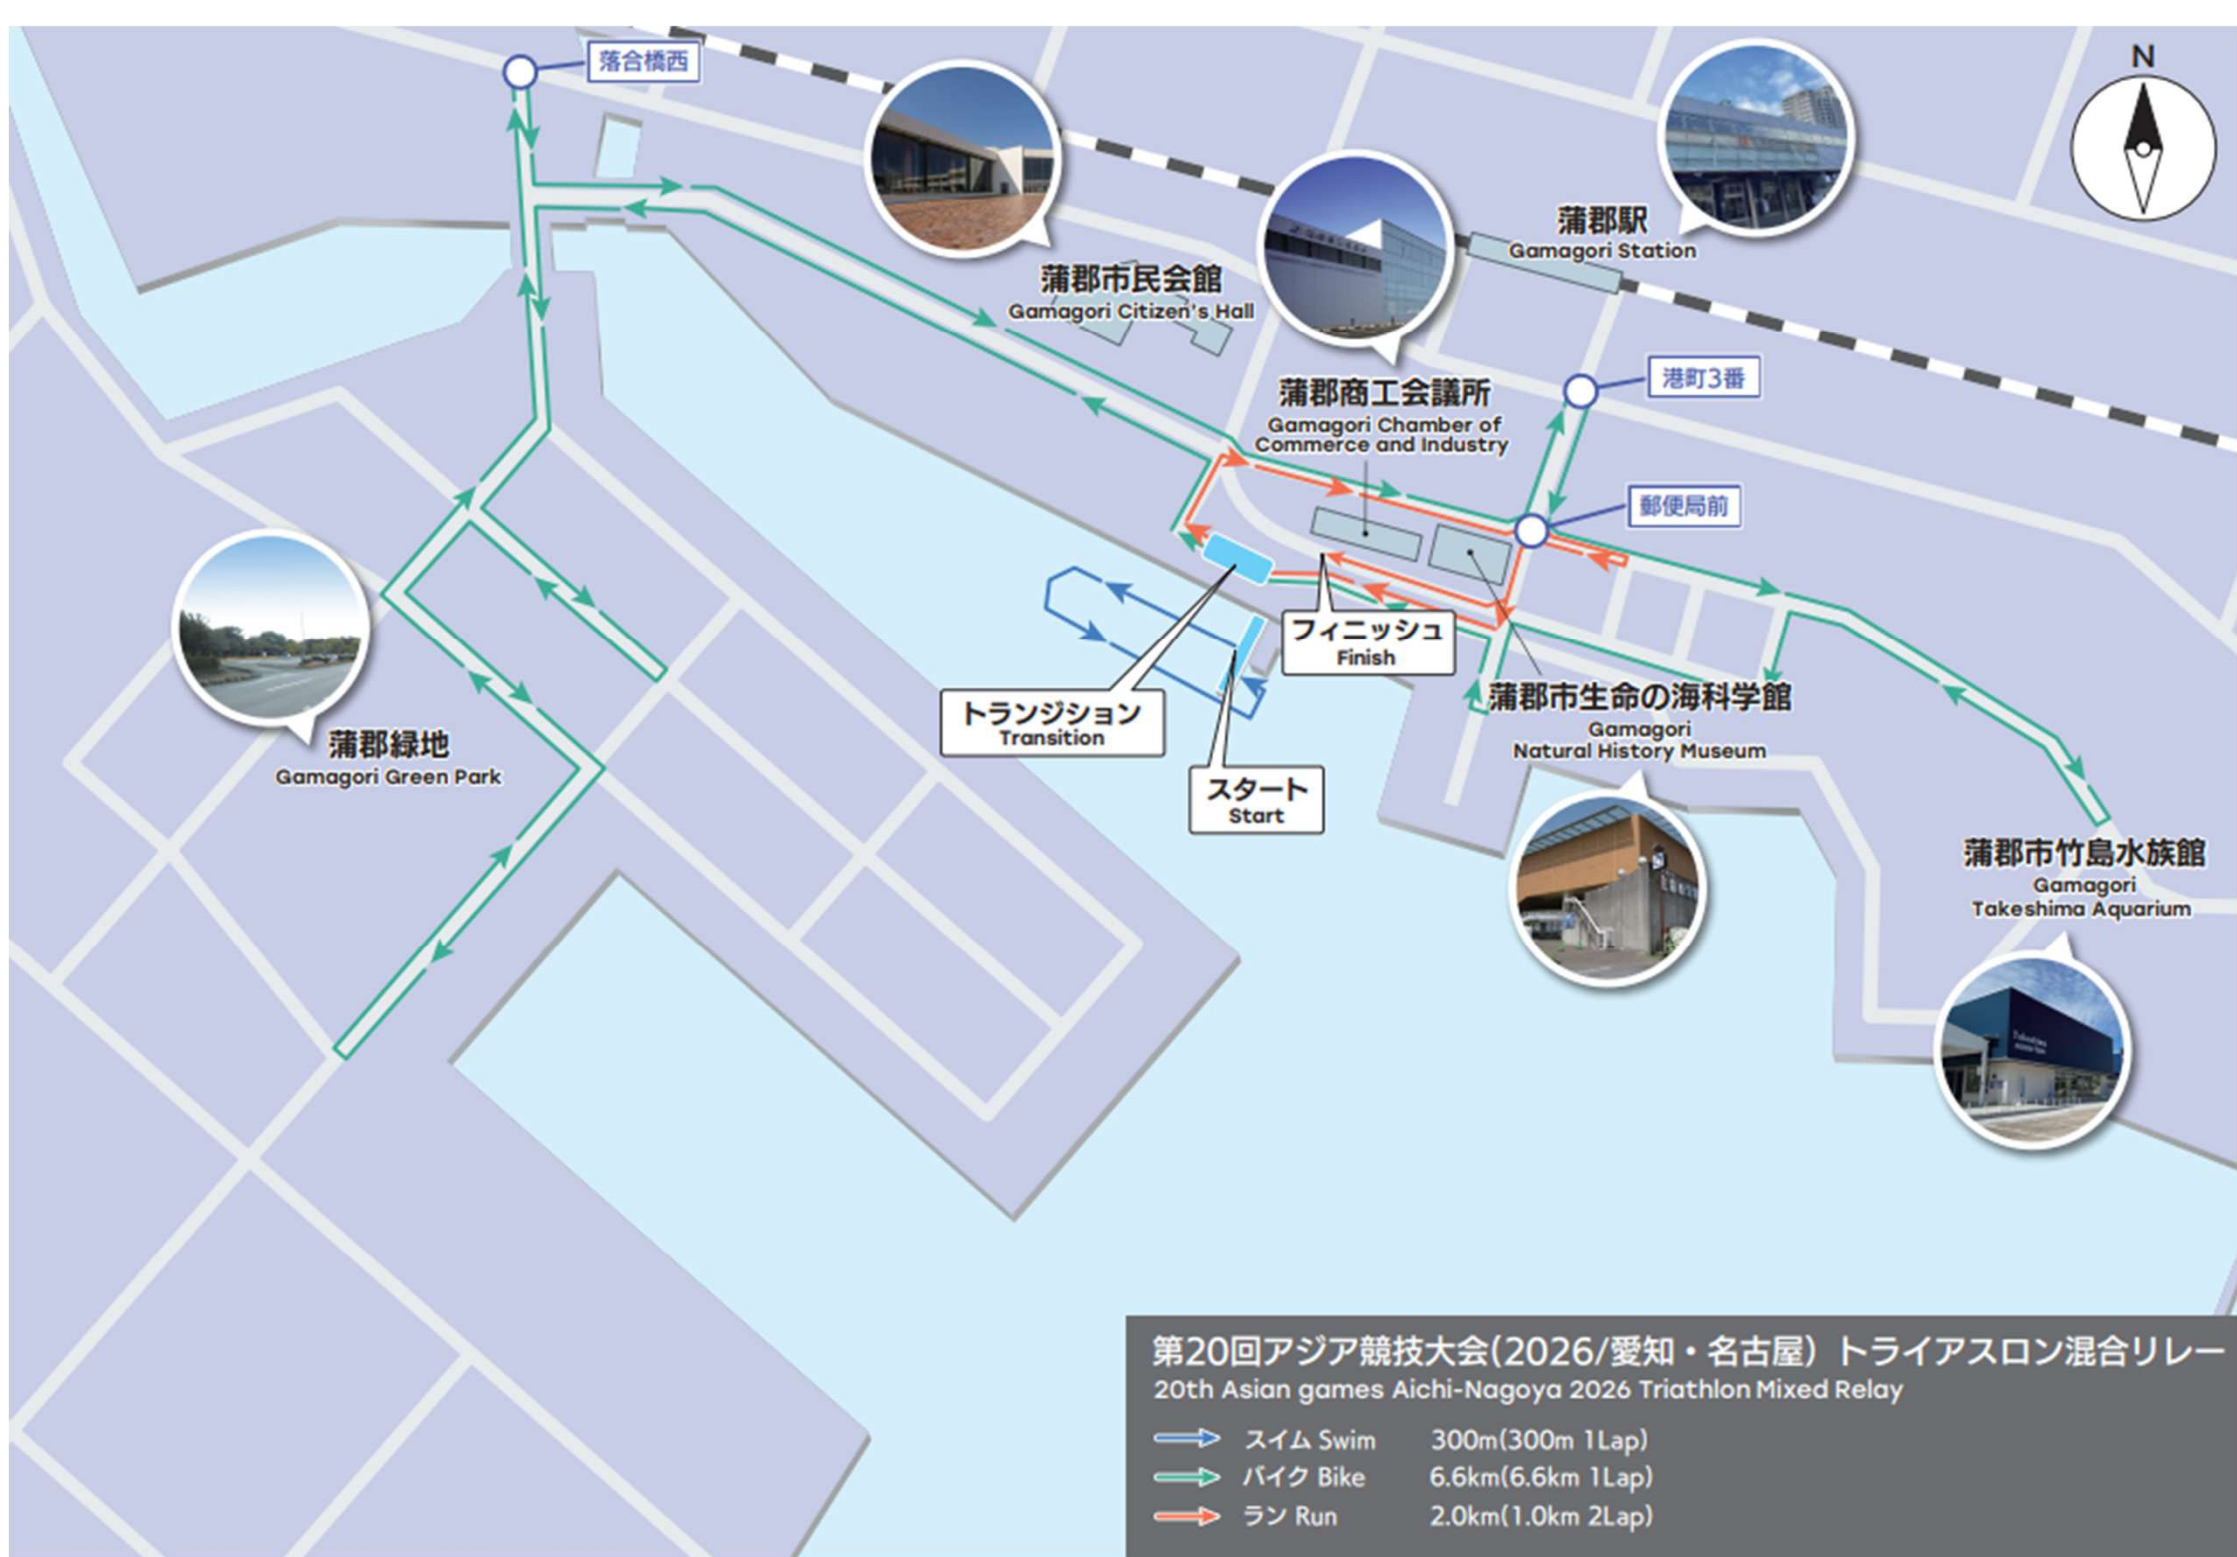 N
落合橋西
蒲郡駅
Gamagori Station
蒲郡市民会館
Gamagori Citizen's Hall
港町3番
蒲郡商工会議所
Gamagori Chamber of
Commerce and Industry
郵便局前
フィニッシュ
Finish
蒲郡市生命の海科学館
Gamagori
Natural History Museum
トランジション
Transition
蒲郡緑地
Gamagori Green Park
スタート
Start
蒲郡市竹島水族館
Gamagori
Takeshima Aquarium
第20回アジア競技大会(2026/愛知・名古屋）トライアスロン混合リレー
20th Asian games Aichi-Nagoya 2026 Triathlon Mixed Relay
スイム Swim 300m(300m 1Lap)
バイク Bike 6.6km(6.6km 1Lap)
ラン Run 2.0km(1.0km 2Lap)